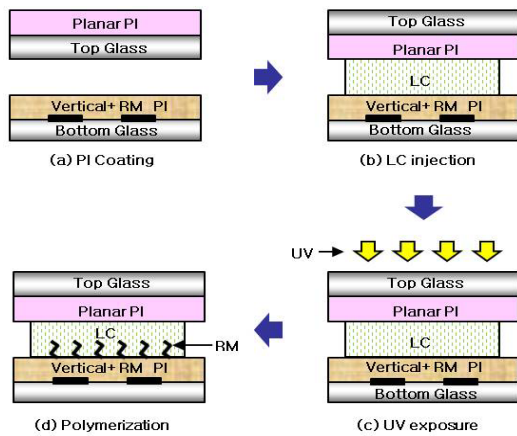 Planar PI
Top Glass
Vertical+ RM PI
Bottom Glass
(a) PI Coating
Top Glass
Planar PI
LC
Vertical+ RM PI
Bottom Glass
(b) LC injection
UV
Top Glass
Planar PI
LC
Vertical+ RM PI
Bottom Glass
(c) UV exposure
Top Glass
Planar PI
LC
RM
Vertical+ RM PI
(d) Polymerization